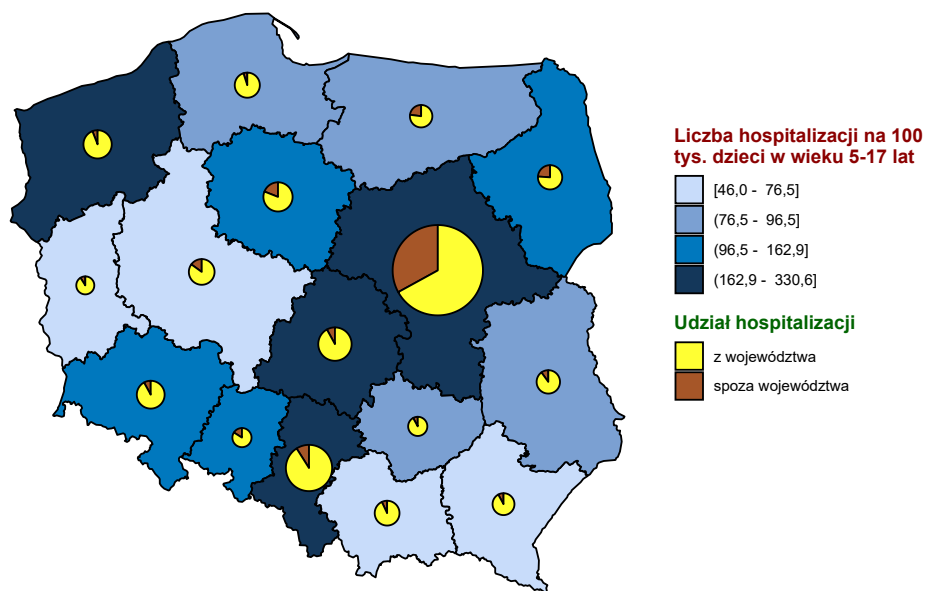 Liczba hospitalizacji na 100
tys. dzieci w wieku 5-17 lat
[46,0 - 76,5]
(76,5 - 96,5]
(96,5 - 162,9]
(162,9 - 330,6]
Udział hospitalizacji
z województwa
spoza województwa